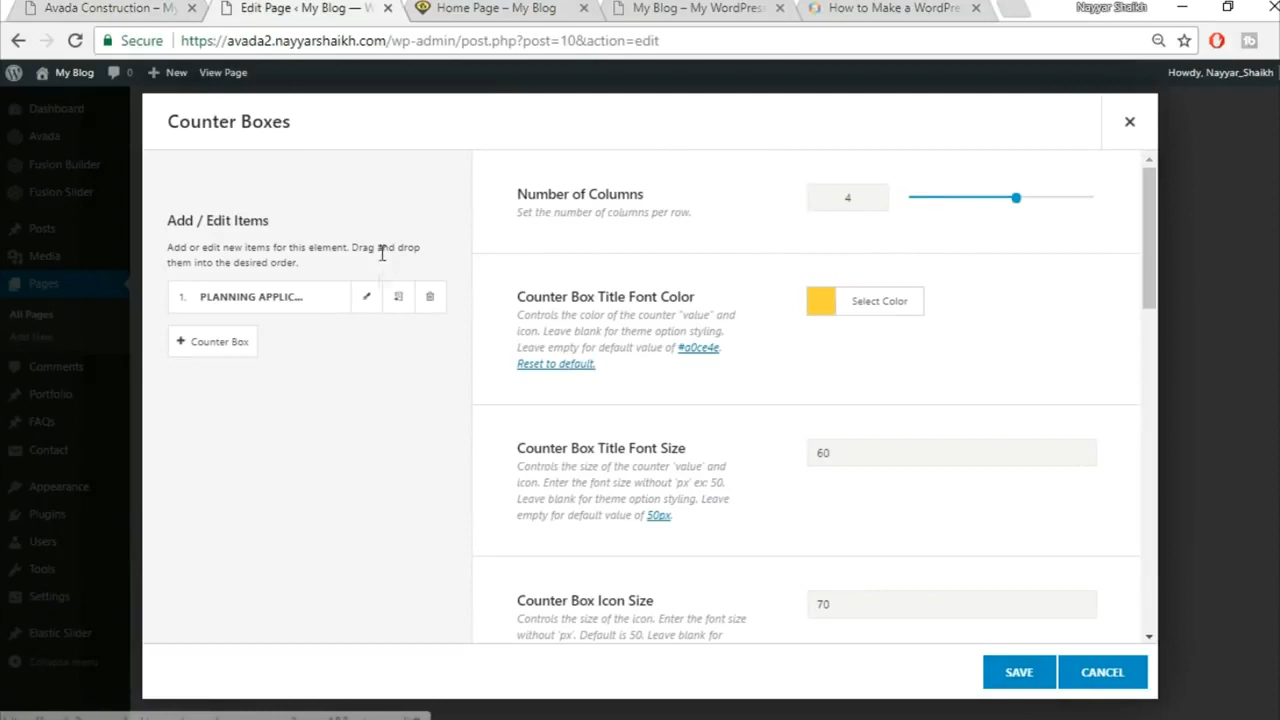 Avada Construction – My
Edit Page ‹ My Blog — W
Home Page – My Blog
My Blog – My WordPress
How to Make a WordPre
Nayyar Shaikh
Secure
https://avada2.nayyarshaikh.com/wp-admin/post.php?post=10&action=edit
My Blog
0
New
View Page
Howdy, Nayyar_Shaikh
Dashboard
Avada
Fusion Builder
Fusion Slider
Posts
Media
Pages
All Pages
Add New
Comments
Portfolio
FAQs
Contact
Appearance
Plugins
Users
Tools
Settings
Elastic Slider
Collapse menu
Counter Boxes
Add / Edit Items
Add or edit new items for this element. Drag and drop
them into the desired order.
1. PLANNING APPLIC...
+ Counter Box
Number of Columns
Set the number of columns per row.
4
Counter Box Title Font Color
Controls the color of the counter "value" and
icon. Leave blank for theme option styling.
Leave empty for default value of #a0ce4e.
Reset to default.
Select Color
Counter Box Title Font Size
Controls the size of the counter 'value' and
icon. Enter the font size without 'px' ex: 50.
Leave blank for theme option styling. Leave
empty for default value of 50px.
60
Counter Box Icon Size
Controls the size of the icon. Enter the font size
without 'px'. Default is 50. Leave blank for
70
SAVE
CANCEL